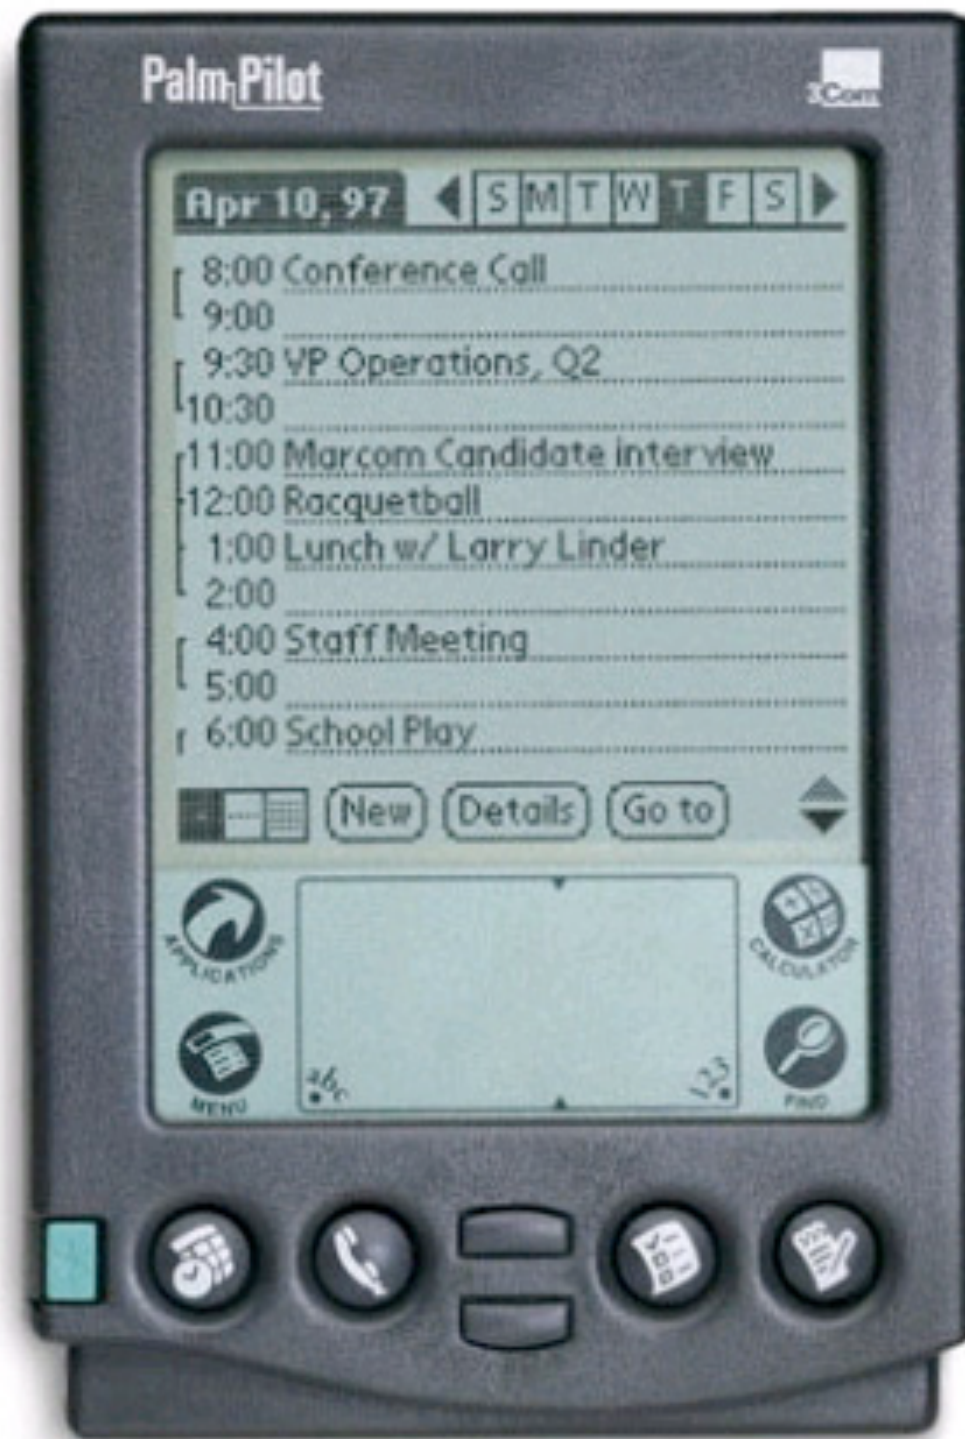 Palm Pilot
3Com
Apr 10, 97 S M T W T F S
8:00 Conference Call
9:00
9:30 VP Operations, Q2
10:30
11:00 Marcom Candidate interview
12:00 Racquetball
1:00 Lunch w/ Larry Linder
2:00
4:00 Staff Meeting
5:00
6:00 School Play
New Details Go to
APPLICATIONS
CALCULATOR
abc
123
MENU
FIND